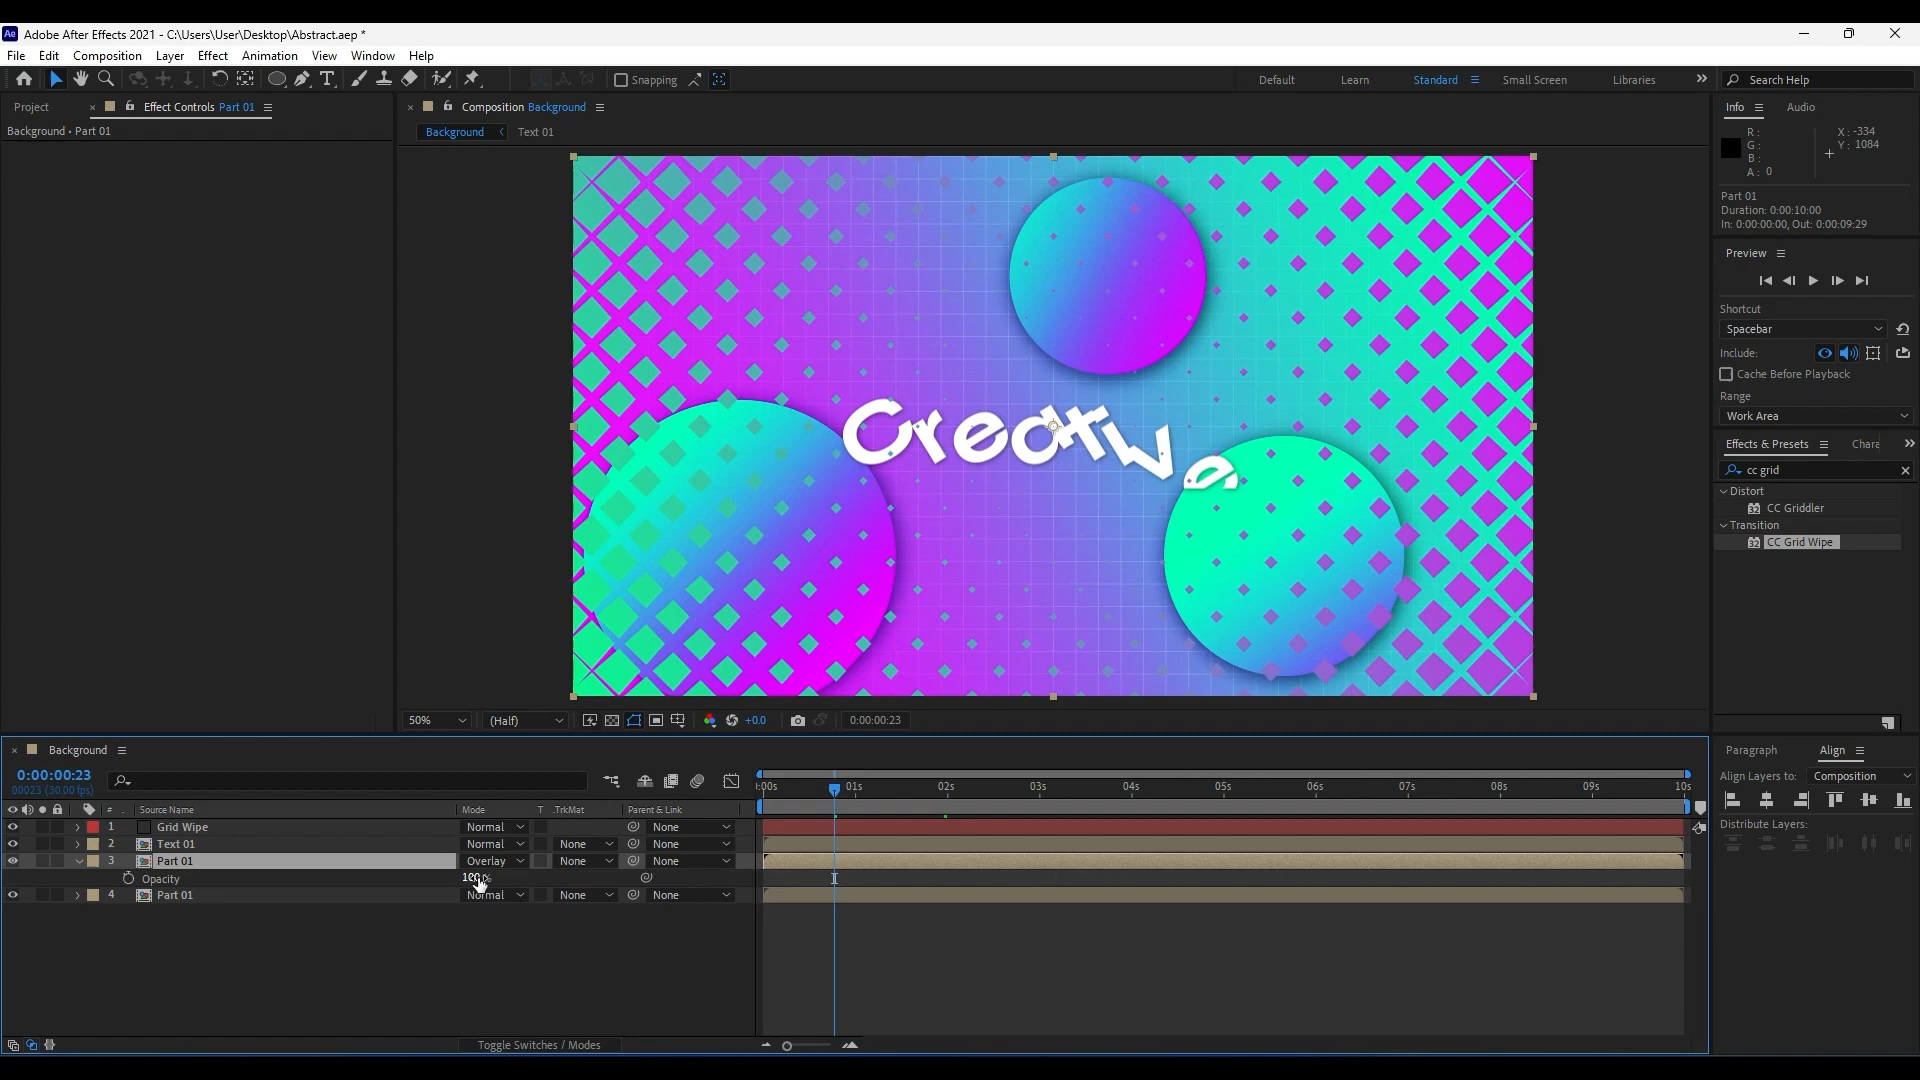 Adobe After Effects 2021 - C:\Users\User\Desktop\Abstract.aep *
File Edit Composition Layer Effect Animation View Window Help
Snapping Default Learn Standard Small Screen Libraries Search Help
Project Effect Controls Part 01
Background • Part 01
Composition Background
Background Text 01
Creative
50% (Half) +0.0 0:00:00:23
Info Audio
R : X : -334
G : Y : 1084
B :
A : 0
Part 01
Duration: 0:00:10:00
In: 0:00:00:00, Out: 0:00:09:29
Preview
Shortcut
Spacebar
Include:
Cache Before Playback
Range
Work Area
Effects & Presets Chara
cc grid
Distort
CC Griddler
Transition
CC Grid Wipe
Background
0:00:00:23
00023 (30.00 fps)
:00s 01s 02s 03s 04s 05s 06s 07s 08s 09s 10s
# Source Name Mode T .TrkMat Parent & Link
1 Grid Wipe Normal None
2 Text 01 Normal None None
3 Part 01 Overlay None None
Opacity
4 Part 01 Normal None None
Toggle Switches / Modes
Paragraph Align
Align Layers to: Composition
Distribute Layers: